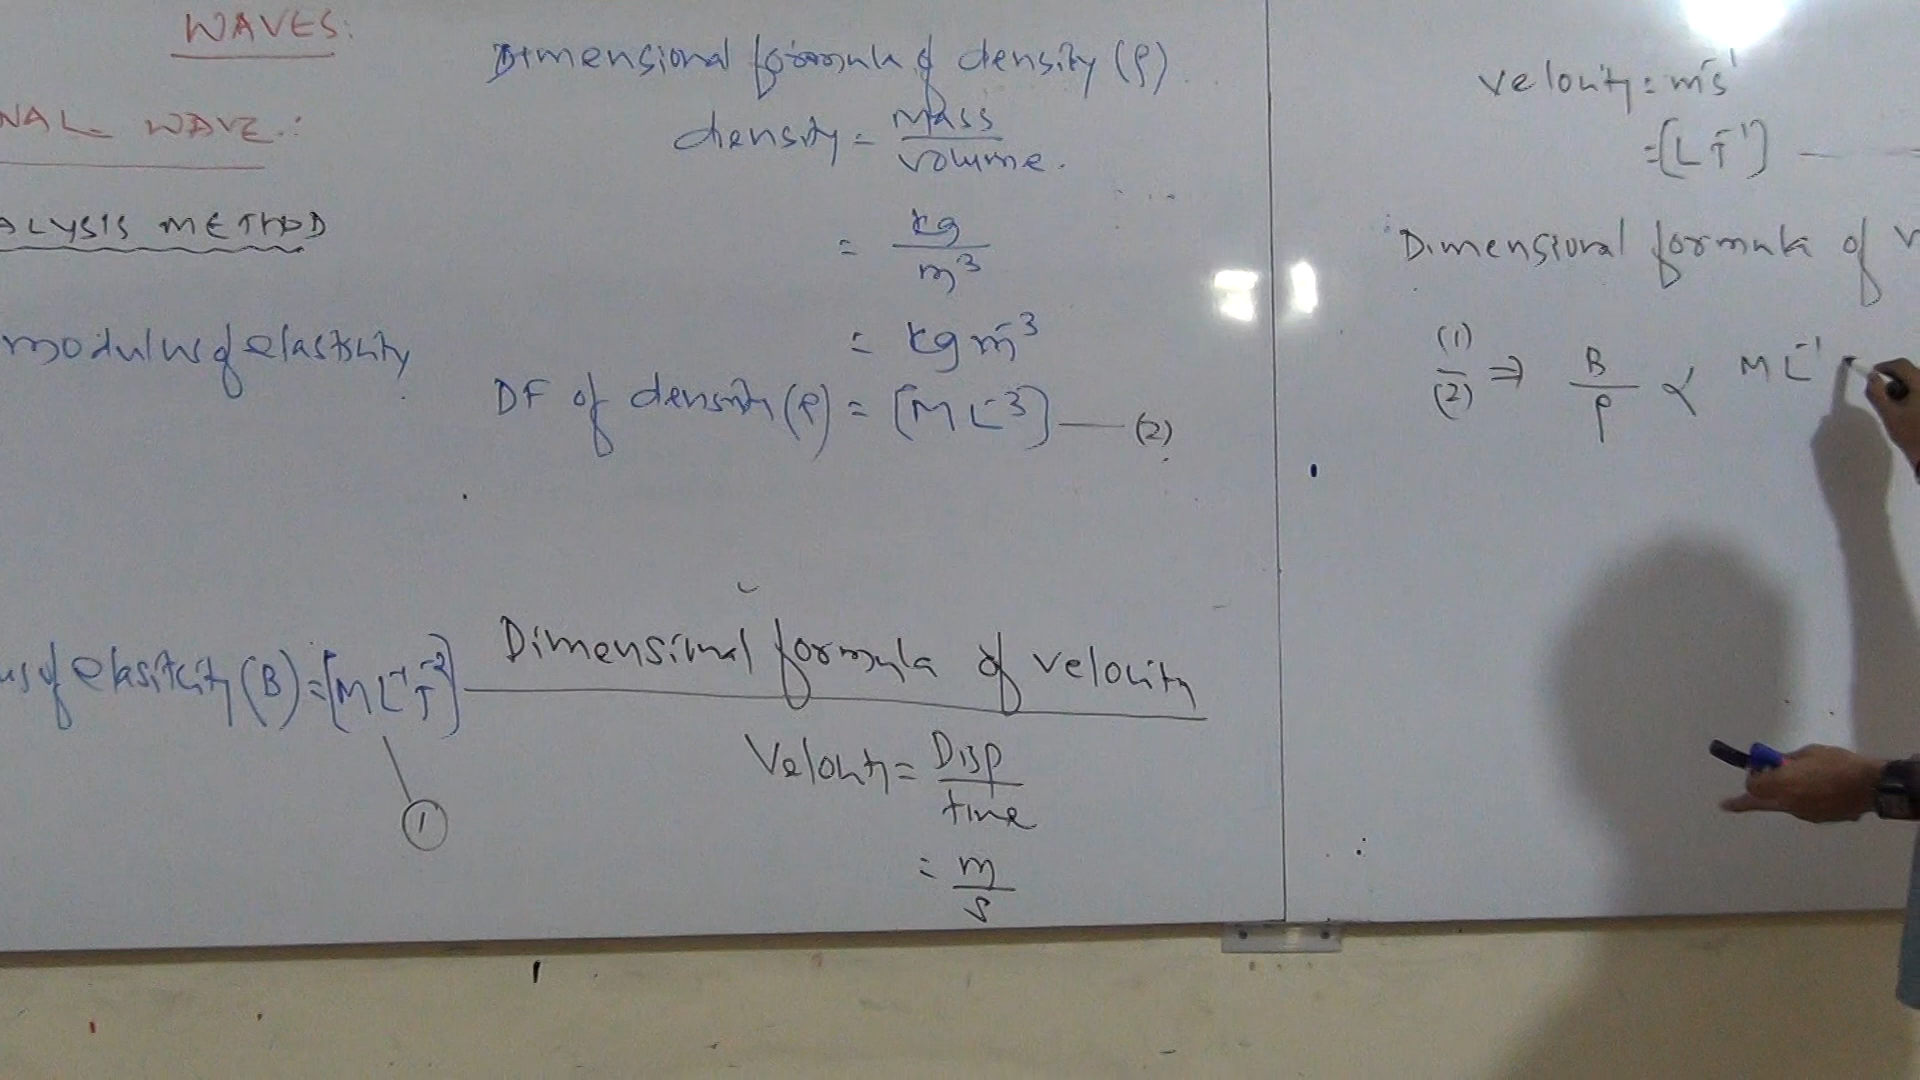 WAVES:
NAL WAVE.:
ALYSIS METHOD
modulus of elasticity
us of elasitcity (B) = [M L⁻¹ T⁻²]
①
Dimensional formula of density (ρ)
density = mass / volume.
= kg / m³
= kg m⁻³
DF of density (ρ) = [M L⁻³] — (2)
Dimensional formula of velocity
Velocity = Disp / time
= m / s
velocity = m s⁻¹
= [L T⁻¹] —
Dimensional formula of v
(1) / (2) ⇒ B / ρ ∝ M L⁻¹